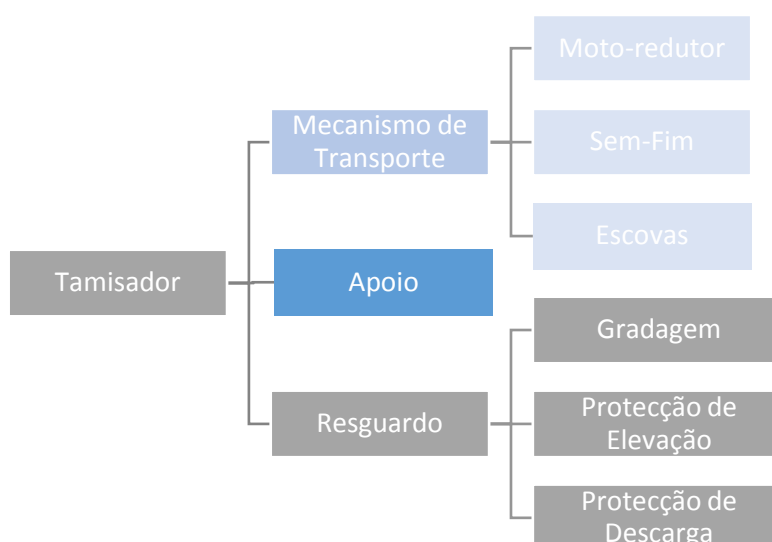 Moto-redutor
Mecanismo de
Transporte
Sem-Fim
Escovas
Tamisador
Apoio
Gradagem
Resguardo
Protecção de
Elevação
Protecção de
Descarga